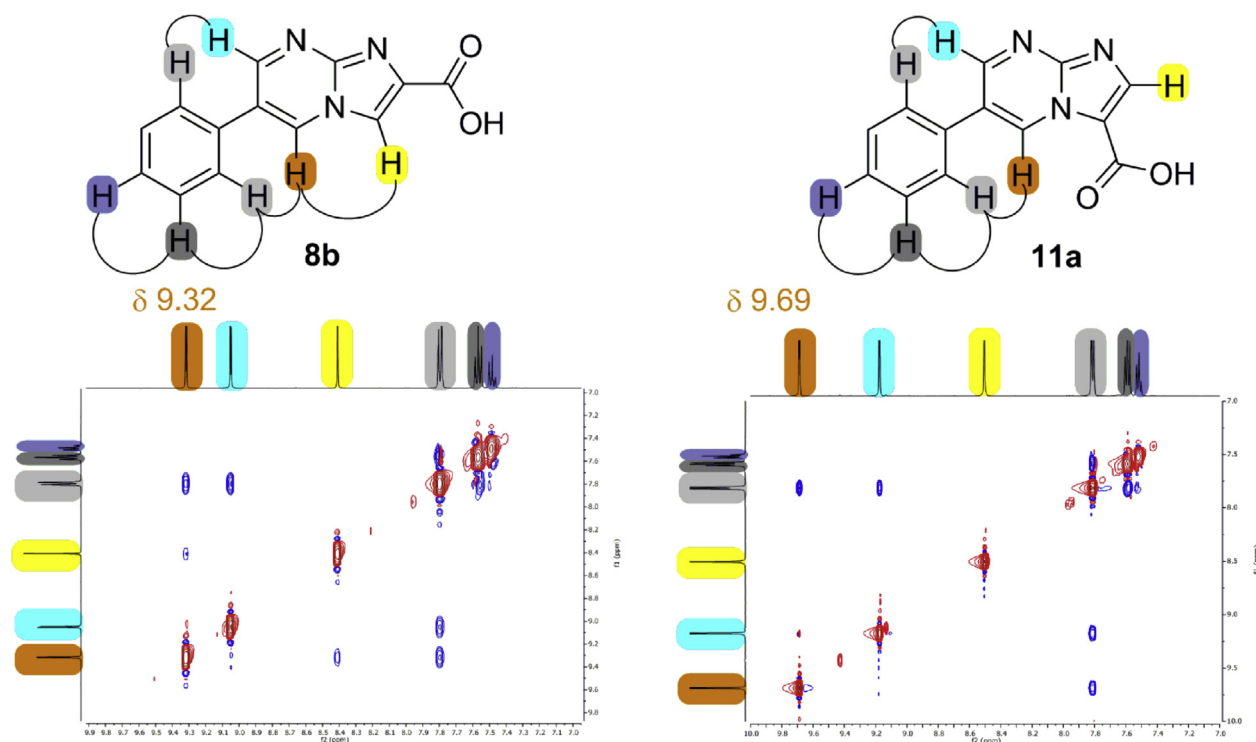 H
H
N
N
O
OH
N
H
H
H
H
H
8b
H
H
N
N
H
N
OH
O
H
H
H
H
11a
δ 9.32
δ 9.69
7.0
7.2
7.4
7.6
7.8
8.0
8.2
8.4
8.6
8.8
9.0
9.2
9.4
9.6
9.8
f1 (ppm)
9.9 9.8 9.7 9.6 9.5 9.4 9.3 9.2 9.1 9.0 8.9 8.8 8.7 8.6 8.5 8.4 8.3 8.2 8.1 8.0 7.9 7.8 7.7 7.6 7.5 7.4 7.3 7.2 7.1 7.0
f2 (ppm)
7.0
7.5
8.0
8.5
9.0
9.5
10.0
10.0 9.8 9.6 9.4 9.2 9.0 8.8 8.6 8.4 8.2 8.0 7.8 7.6 7.4 7.2 7.0
f2 (ppm)